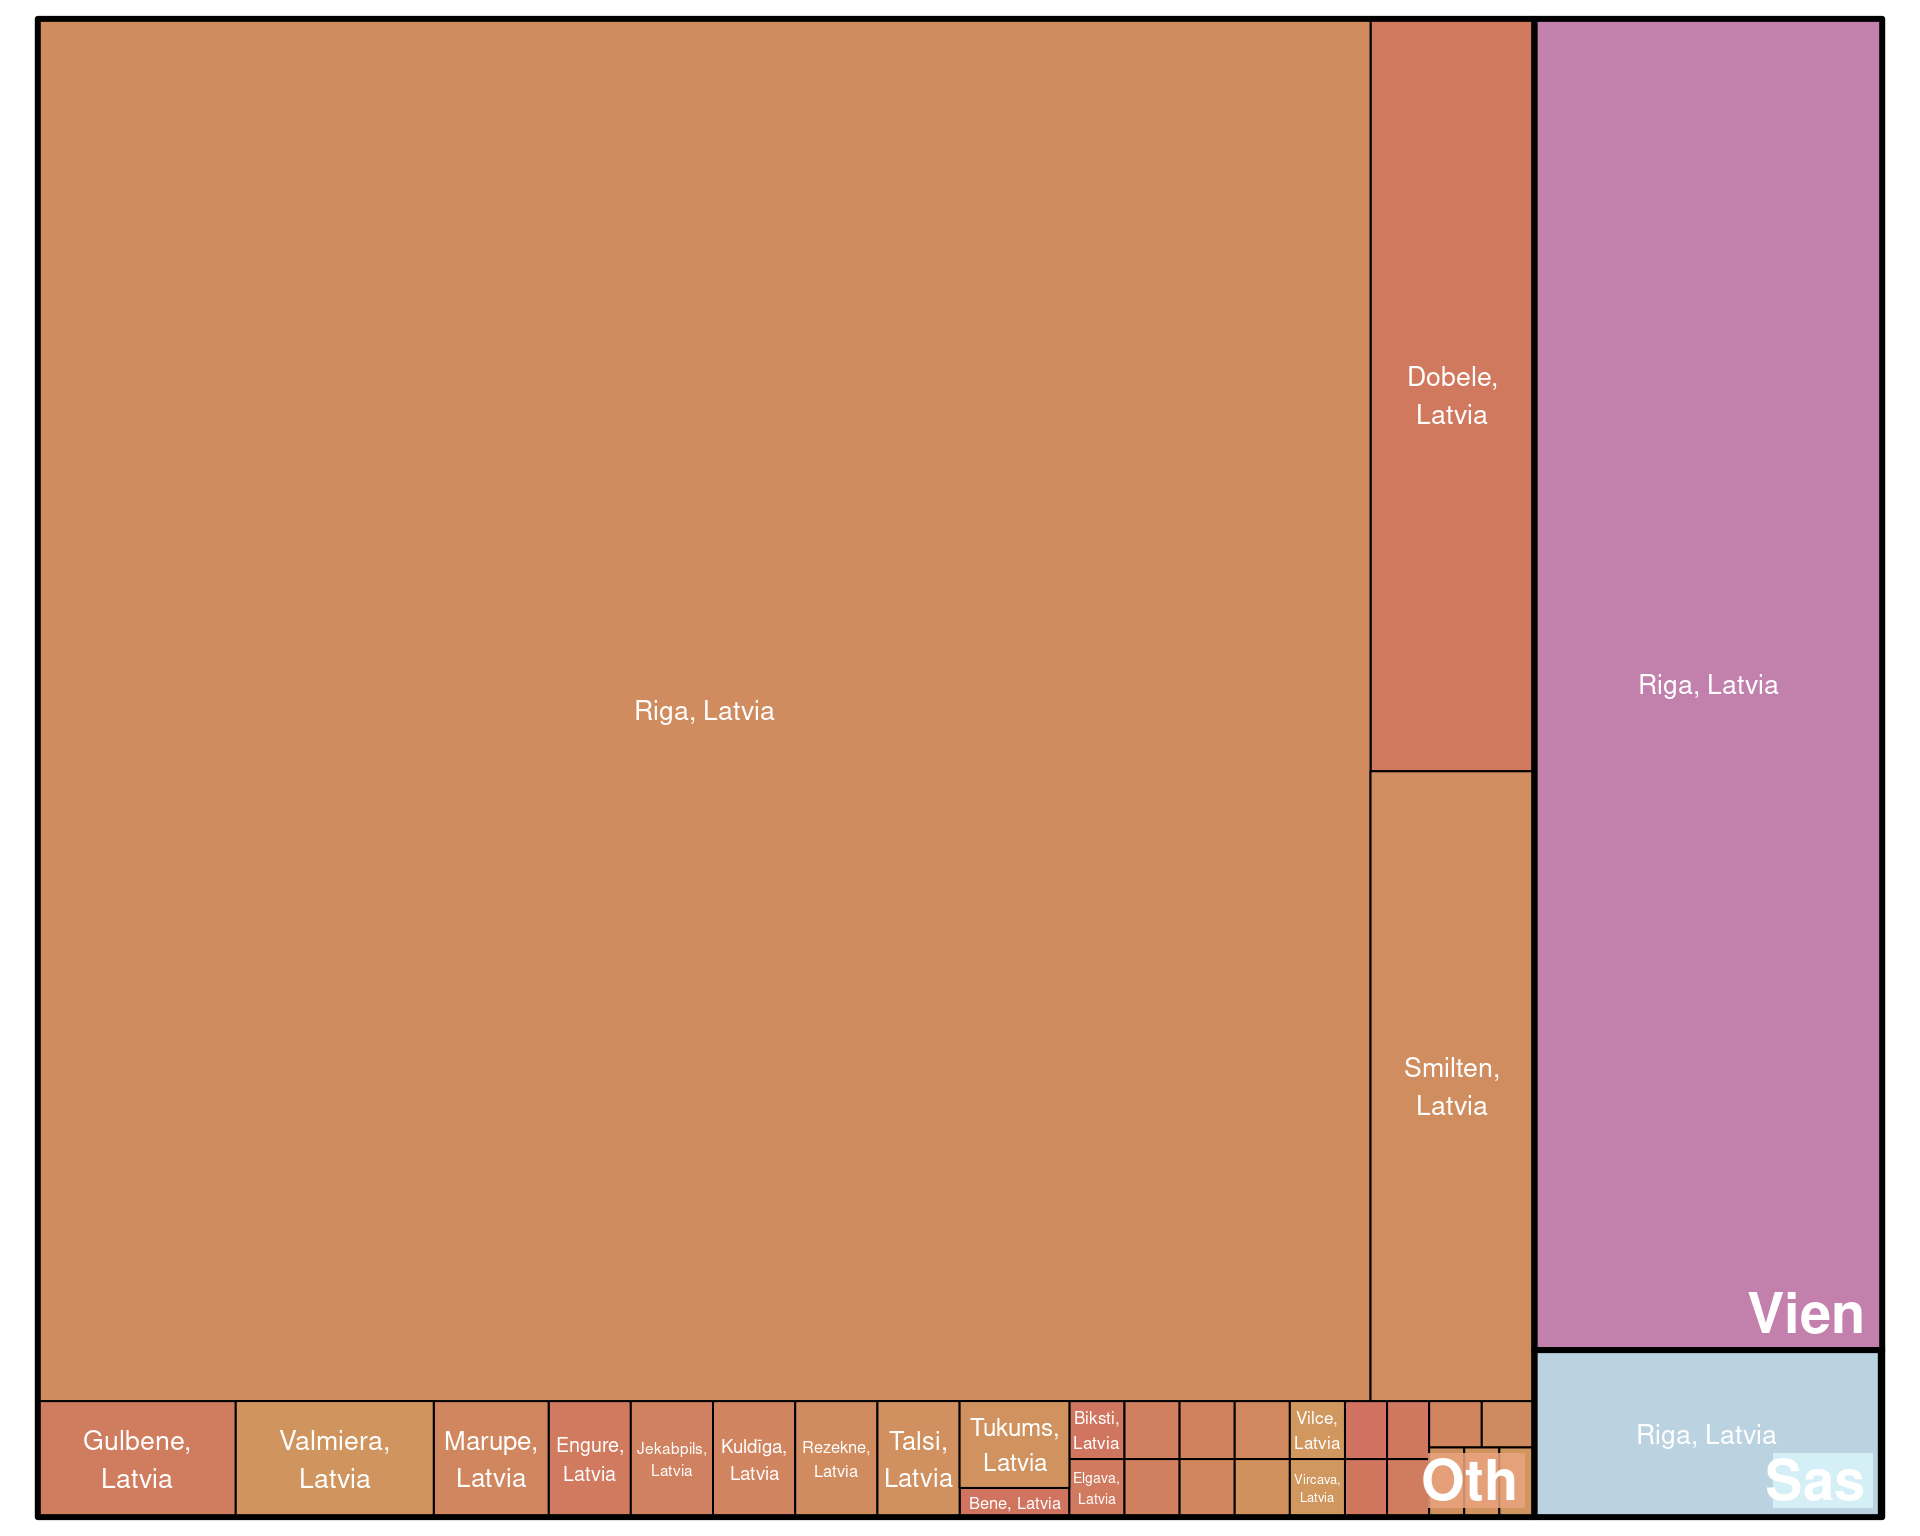 Riga, Latvia
Dobele,
Latvia
Smilten,
Latvia
Gulbene,
Latvia
Valmiera,
Latvia
Marupe,
Latvia
Engure,
Latvia
Jekabpils,
Latvia
Kuldīga,
Latvia
Rezekne,
Latvia
Talsi,
Latvia
Tukums,
Latvia
Bene, Latvia
Biksti,
Latvia
Elgava,
Latvia
Vilce,
Latvia
Vircava,
Latvia
Oth
Riga, Latvia
Vien
Riga, Latvia
Sas